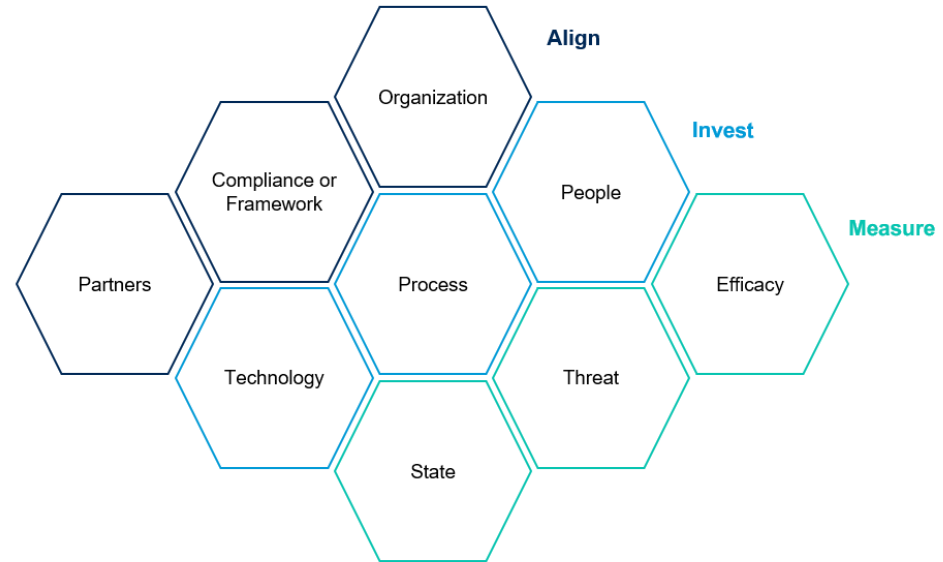 Align
Organization
Invest
Compliance or
Framework
People
Measure
Partners
Process
Efficacy
Technology
Threat
State